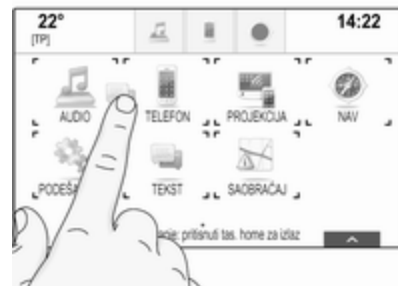 22°
14:22
[TP]
AUDIO TELEFON PROJEKCIJA NAV
TEKST SAOBRAĆAJ
pritisnuti tas. home za izlaz